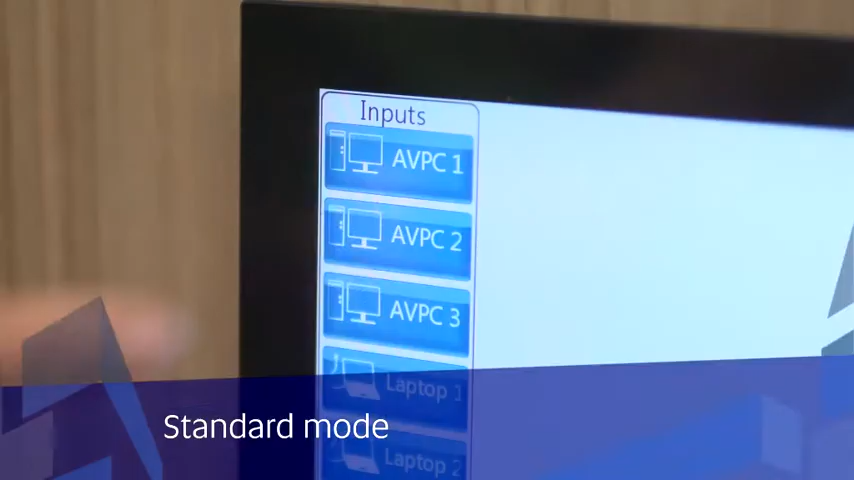 Inputs
AVPC 1
AVPC 2
AVPC 3
Laptop 1
Standard mode
Laptop 2